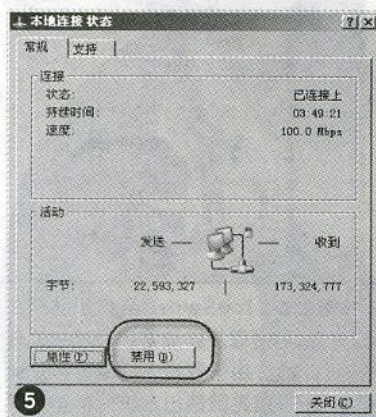 本地连接 状态
常规 支持
连接
状态: 已连接上
持续时间: 03:49:21
速度: 100.0 Mbps
活动
发送 — — 收到
字节: 22,593,327 | 173,324,777
属性(P) 禁用(D)
5
关闭(C)